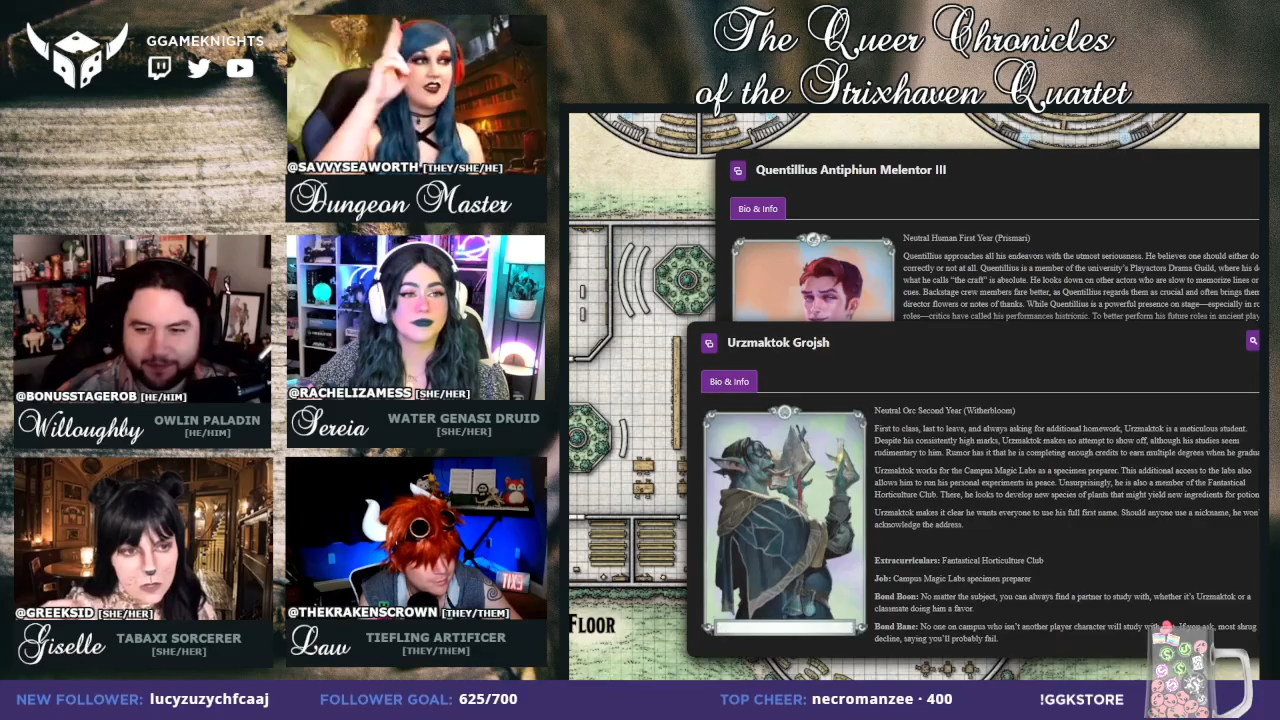 GGAMEKNIGHTS
@SAVVYSEAWORTH [THEY/SHE/HE]
Dungeon Master
@BONUSSTAGEROB [HE/HIM]
Willoughby
OWLIN PALADIN
[HE/HIM]
@RACHELIZAMESS [SHE/HER]
Sereia
WATER GENASI DRUID
[SHE/HER]
@GREEKSID [SHE/HER]
Giselle
TABAXI SORCERER
[SHE/HER]
@THEKRAKENSCROWN [THEY/THEM]
Law
TIEFLING ARTIFICER
[THEY/THEM]
The Queer Chronicles
of the Strixhaven Quartet
Quentillius Antiphiun Melentor III
Bio & Info
Neutral Human First Year (Prismari)
Quentillius approaches all his endeavors with the utmost seriousness. He believes one should either do
correctly or not at all. Quentillius is a member of the university's Playactors Drama Guild, where his d
what he calls "the craft" is absolute. He looks down on other actors who are slow to memorize lines or
cues. Backstage crew members fare better, as Quentillius regards them as crucial and often brings them
director flowers or notes of thanks. While Quentillius is a powerful presence on stage—especially in
roles—critics have called his performances histrionic. To better perform his future roles in ancient play
Urzmaktok Grojsh
Bio & Info
Neutral Orc Second Year (Witherbloom)
First to class, last to leave, and always asking for additional homework, Urzmaktok is a meticulous student.
Despite his consistently high marks, Urzmaktok makes no attempt to show off, although his studies seem
rudimentary to him. Rumor has it that he is completing enough credits to earn multiple degrees when he gradu
Urzmaktok works for the Campus Magic Labs as a specimen preparer. This additional access to the labs also
allows him to run his personal experiments in peace. Unsurprisingly, he is also a member of the Fantastical
Horticulture Club. There, he looks to develop new species of plants that might yield new ingredients for potion
Urzmaktok makes it clear he wants everyone to use his full first name. Should anyone use a nickname, he won
acknowledge the address.
Extracurriculars: Fantastical Horticulture Club
Job: Campus Magic Labs specimen preparer
Bond Boon: No matter the subject, you can always find a partner to study with, whether it's Urzmaktok or a
classmate doing him a favor.
Bond Bane: No one on campus who isn't another player character will study with If you ask, most shrug
decline, saying you'll probably fail.
FLOOR
NEW FOLLOWER: lucyzuzychfcaaj
FOLLOWER GOAL: 625/700
TOP CHEER: necromanzee · 400
!GGKSTORE